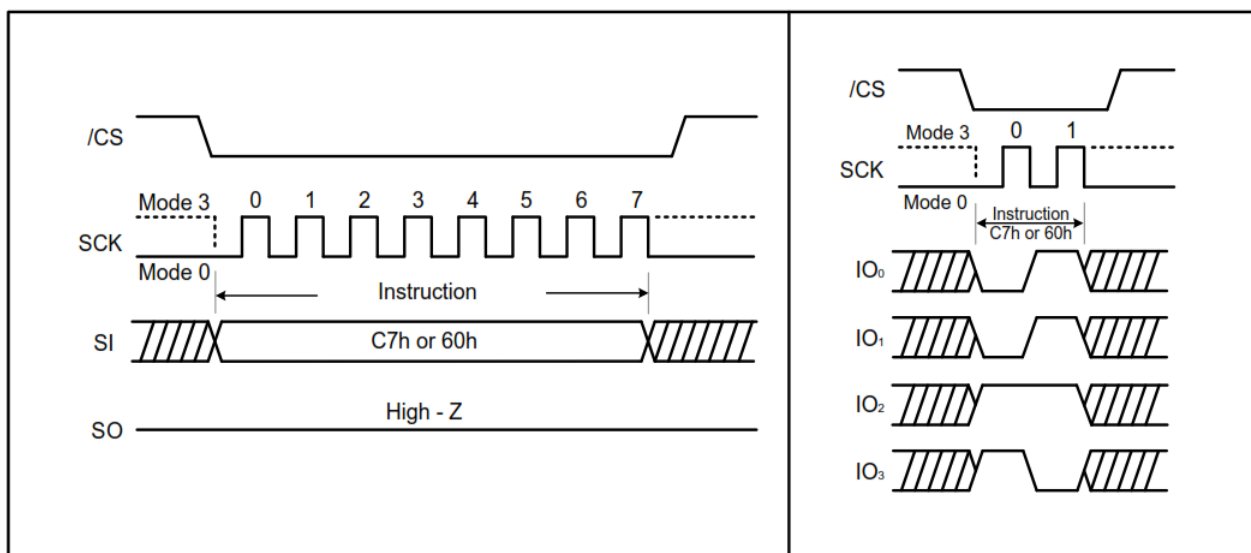 /CS
Mode 3
0 1 2 3 4 5 6 7
SCK
Mode 0
Instruction
SI
C7h or 60h
High - Z
SO
/CS
Mode 3
0 1
SCK
Mode 0
Instruction
C7h or 60h
IO₀
IO₁
IO₂
IO₃